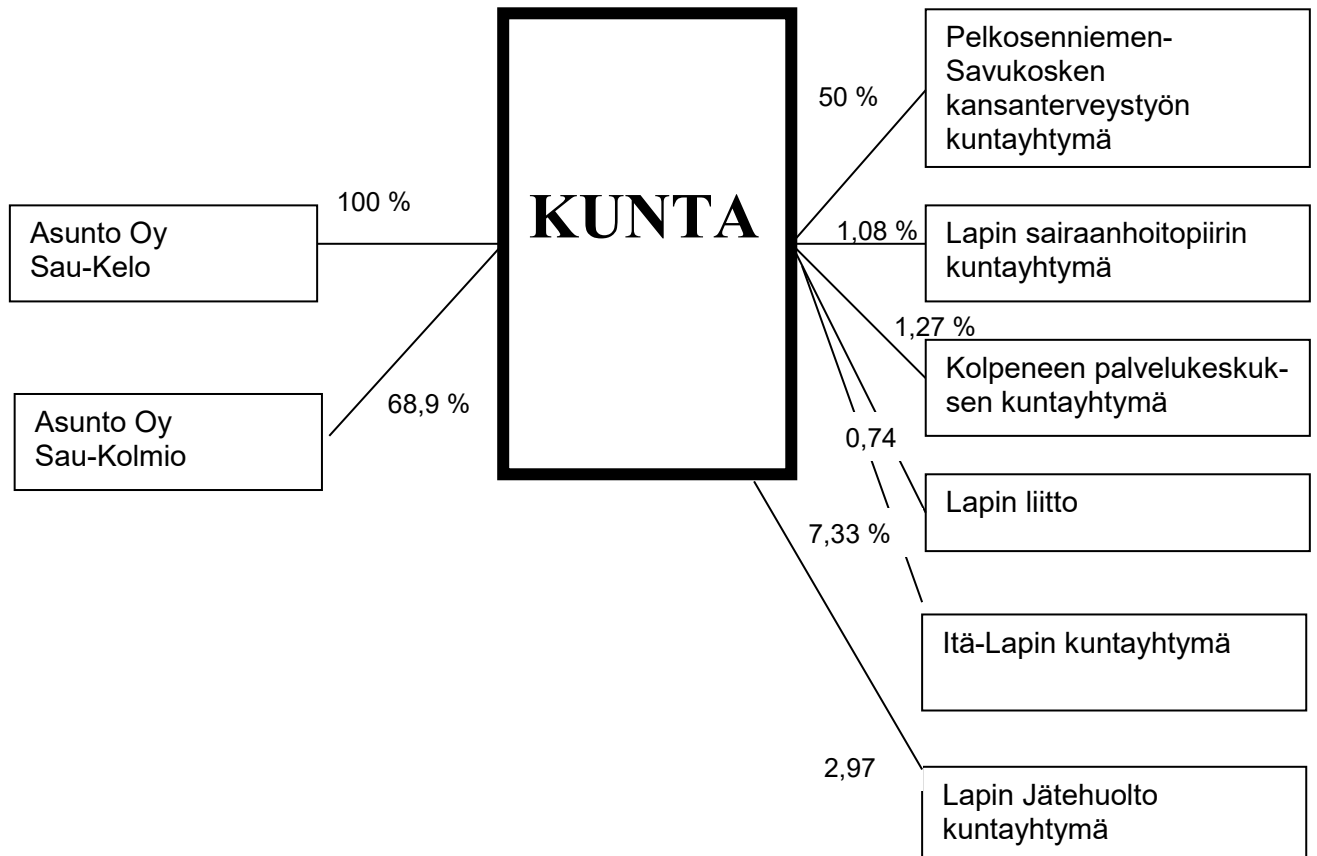 Pelkosenniemen-
Savukosken
kansanterveystyön
kuntayhtymä
50 %
KUNTA
100 %
Asunto Oy
Sau-Kelo
1,08 %
Lapin sairaanhoitopiirin
kuntayhtymä
1,27 %
Kolpeneen palvelukeskuk-
sen kuntayhtymä
68,9 %
Asunto Oy
Sau-Kolmio
0,74
Lapin liitto
7,33 %
Itä-Lapin kuntayhtymä
2,97
Lapin Jätehuolto
kuntayhtymä